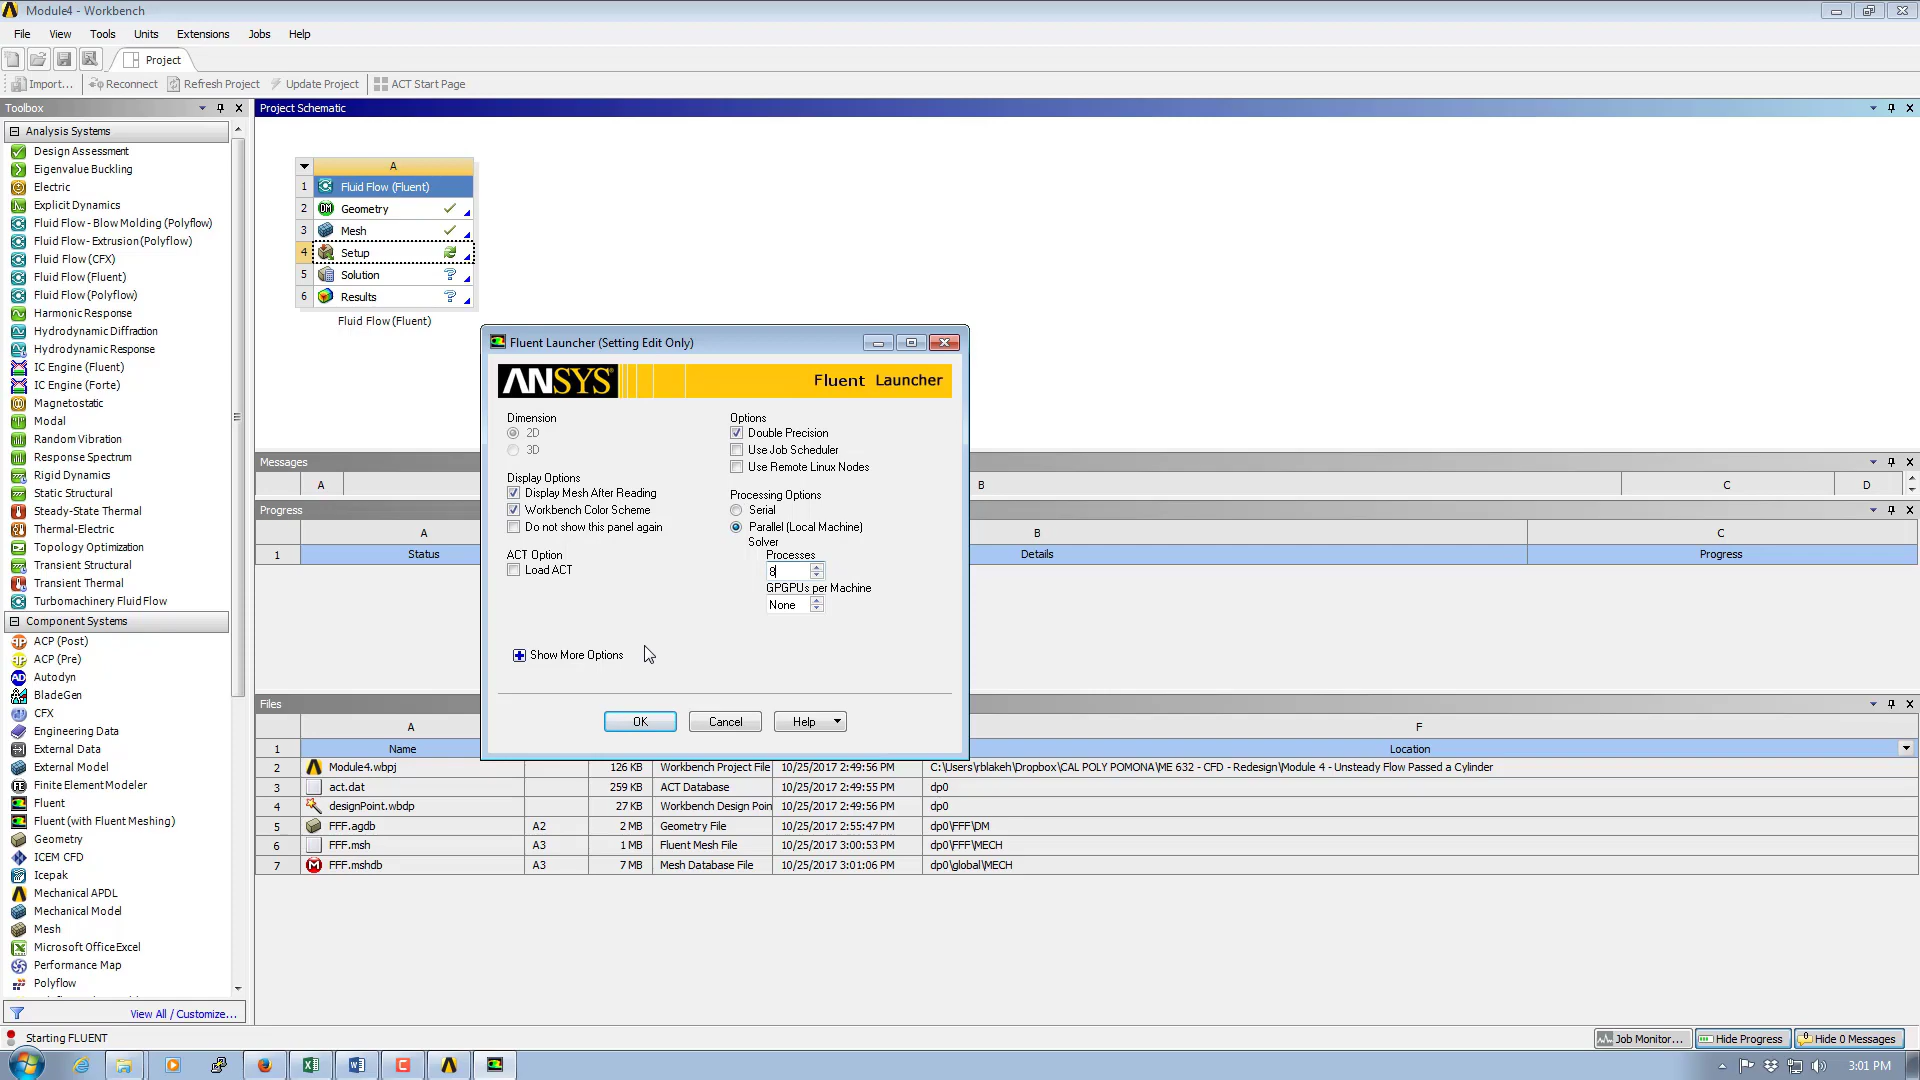 Module4 - Workbench
File View Tools Units Extensions Jobs Help
Project
Import... Reconnect Refresh Project Update Project ACT Start Page
Toolbox
Project Schematic
Analysis Systems
Design Assessment
Eigenvalue Buckling
Electric
Explicit Dynamics
Fluid Flow - Blow Molding (Polyflow)
Fluid Flow - Extrusion (Polyflow)
Fluid Flow (CFX)
Fluid Flow (Fluent)
Fluid Flow (Polyflow)
Harmonic Response
Hydrodynamic Diffraction
Hydrodynamic Response
IC Engine (Fluent)
IC Engine (Forte)
Magnetostatic
Modal
Random Vibration
Response Spectrum
Rigid Dynamics
Static Structural
Steady-State Thermal
Thermal-Electric
Topology Optimization
Transient Structural
Transient Thermal
Turbomachinery Fluid Flow
Component Systems
ACP (Post)
ACP (Pre)
Autodyn
BladeGen
CFX
Engineering Data
External Data
External Model
Finite Element Modeler
Fluent
Fluent (with Fluent Meshing)
Geometry
ICEM CFD
Icepak
Mechanical APDL
Mechanical Model
Mesh
Microsoft Office Excel
Performance Map
Polyflow
View All / Customize...
A
1 Fluid Flow (Fluent)
2 DM Geometry
3 Mesh
4 Setup
5 Solution ?
6 Results ?
Fluid Flow (Fluent)
Fluent Launcher (Setting Edit Only)
ANSYS Fluent Launcher
Dimension
2D
3D
Display Options
Display Mesh After Reading
Workbench Color Scheme
Do not show this panel again
ACT Option
Load ACT
Show More Options
Options
Double Precision
Use Job Scheduler
Use Remote Linux Nodes
Processing Options
Serial
Parallel (Local Machine)
Solver
Processes
8
GPGPUs per Machine
None
OK Cancel Help
Messages
A B C D
Progress
A B C
1 Status Details Progress
Files
A F
1 Name Location
2 Module4.wbpj 126 KB Workbench Project File 10/25/2017 2:49:56 PM C:\Users\rblakeh\Dropbox\CAL POLY POMONA\ME 632 - CFD - Redesign\Module 4 - Unsteady Flow Passed a Cylinder
3 act.dat 259 KB ACT Database 10/25/2017 2:49:55 PM dp0
4 designPoint.wbdp 27 KB Workbench Design Poin 10/25/2017 2:49:56 PM dp0
5 FFF.agdb A2 2 MB Geometry File 10/25/2017 2:55:47 PM dp0\FFF\DM
6 FFF.msh A3 1 MB Fluent Mesh File 10/25/2017 3:00:53 PM dp0\FFF\MECH
7 FFF.mshdb A3 7 MB Mesh Database File 10/25/2017 3:01:06 PM dp0\global\MECH
Starting FLUENT
Job Monitor... Hide Progress Hide 0 Messages
3:01 PM